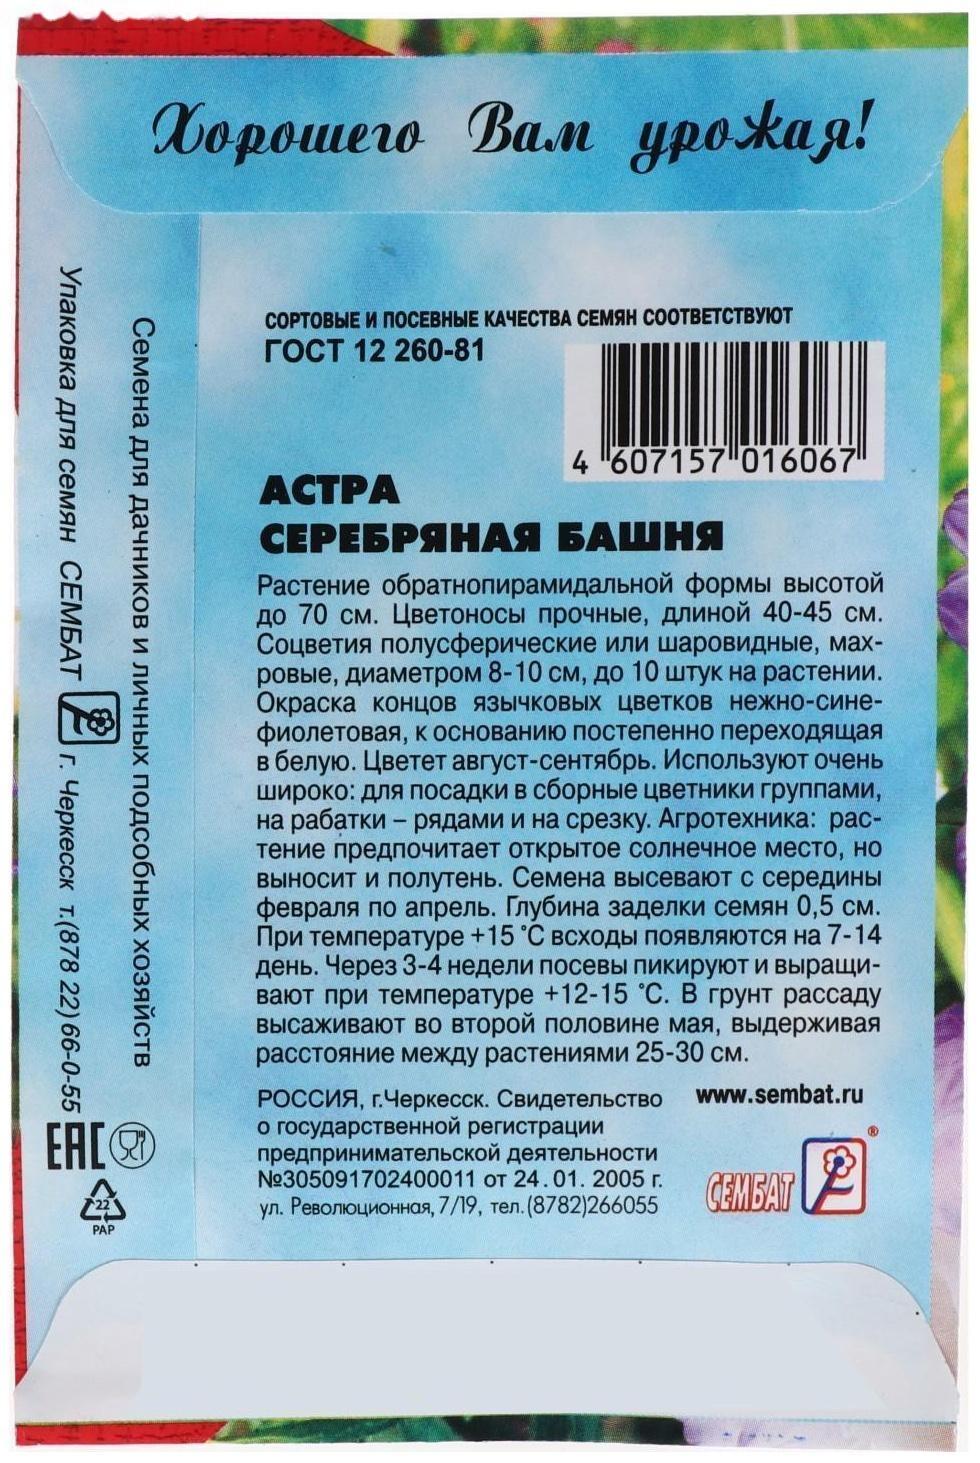 Хорошего Вам урожая!
СОРТОВЫЕ И ПОСЕВНЫЕ КАЧЕСТВА СЕМЯН СООТВЕТСТВУЮТ
ГОСТ 12 260-81
4 607157 016067
АСТРА
СЕРЕБРЯНАЯ БАШНЯ
Растение обратнопирамидальной формы высотой
до 70 см. Цветоносы прочные, длиной 40-45 см.
Соцветия полусферические или шаровидные, мах-
ровые, диаметром 8-10 см, до 10 штук на растении.
Окраска концов язычковых цветков нежно-сине-
фиолетовая, к основанию постепенно переходящая
в белую. Цветет август-сентябрь. Используют очень
широко: для посадки в сборные цветники группами,
на рабатки – рядами и на срезку. Агротехника: рас-
тение предпочитает открытое солнечное место, но
выносит и полутень. Семена высевают с середины
февраля по апрель. Глубина заделки семян 0,5 см.
При температуре +15 °С всходы появляются на 7-14
день. Через 3-4 недели посевы пикируют и выращи-
вают при температуре +12-15 °С. В грунт рассаду
высаживают во второй половине мая, выдерживая
расстояние между растениями 25-30 см.
РОССИЯ, г.Черкесск. Свидетельство
о государственной регистрации
предпринимательской деятельности
№305091702400011 от 24.01. 2005 г.
ул. Революционная, 7/19, тел.(8782)266055
www.sembat.ru
СЕМБАТ ®
Семена для дачников и личных подсобных хозяйств
Упаковка для семян СЕМБАТ г. Черкесск т.(878 22) 66-0-55
EAC
22
PAP